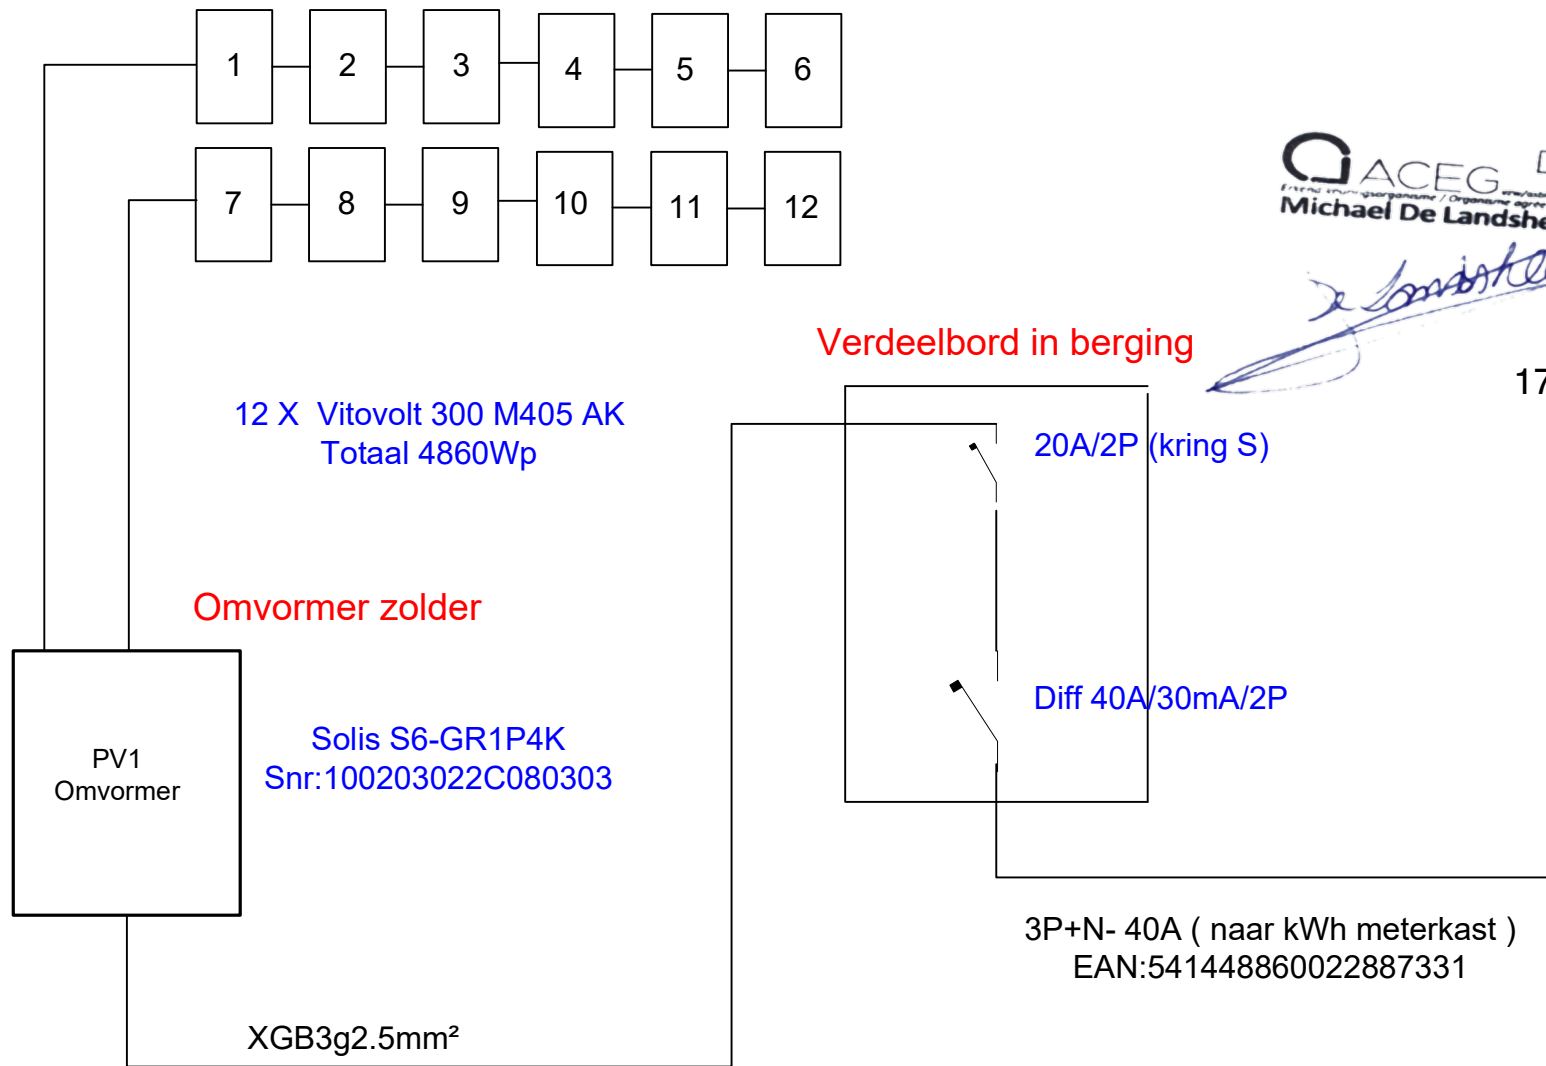 1 2 3 4 5 6
7 8 9 10 11 12
ACEG
Michael De Landshe
17
Verdeelbord in berging
12 X Vitovolt 300 M405 AK
Totaal 4860Wp
20A/2P (kring S)
Omvormer zolder
Diff 40A/30mA/2P
Solis S6-GR1P4K
Snr:100203022C080303
PV1
Omvormer
3P+N- 40A ( naar kWh meterkast )
EAN:541448860022887331
XGB3g2.5mm²